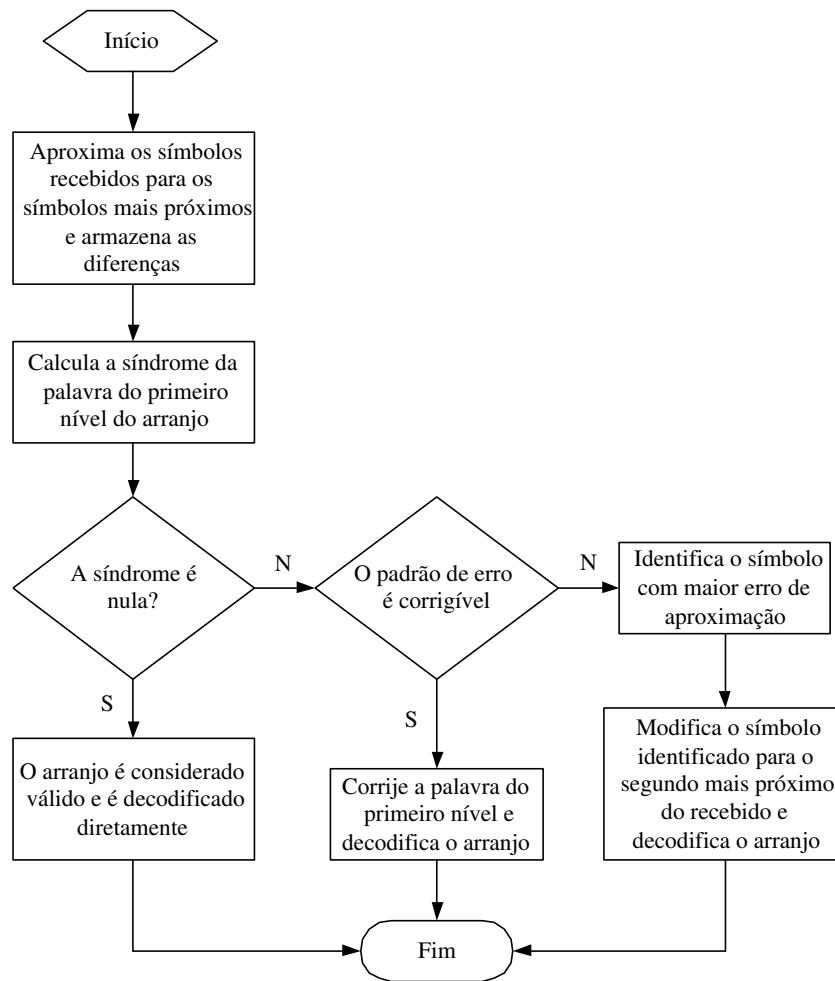 Início
Aproxima os símbolos
recebidos para os
símbolos mais próximos
e armazena as
diferenças
Calcula a síndrome da
palavra do primeiro
nível do arranjo
A síndrome é
nula?
N
O padrão de erro
é corrigível
N
Identifica o símbolo
com maior erro de
aproximação
S
S
O arranjo é considerado
válido e é decodificado
diretamente
Corrije a palavra do
primeiro nível e
decodifica o arranjo
Modifica o símbolo
identificado para o
segundo mais próximo
do recebido e
decodifica o arranjo
Fim